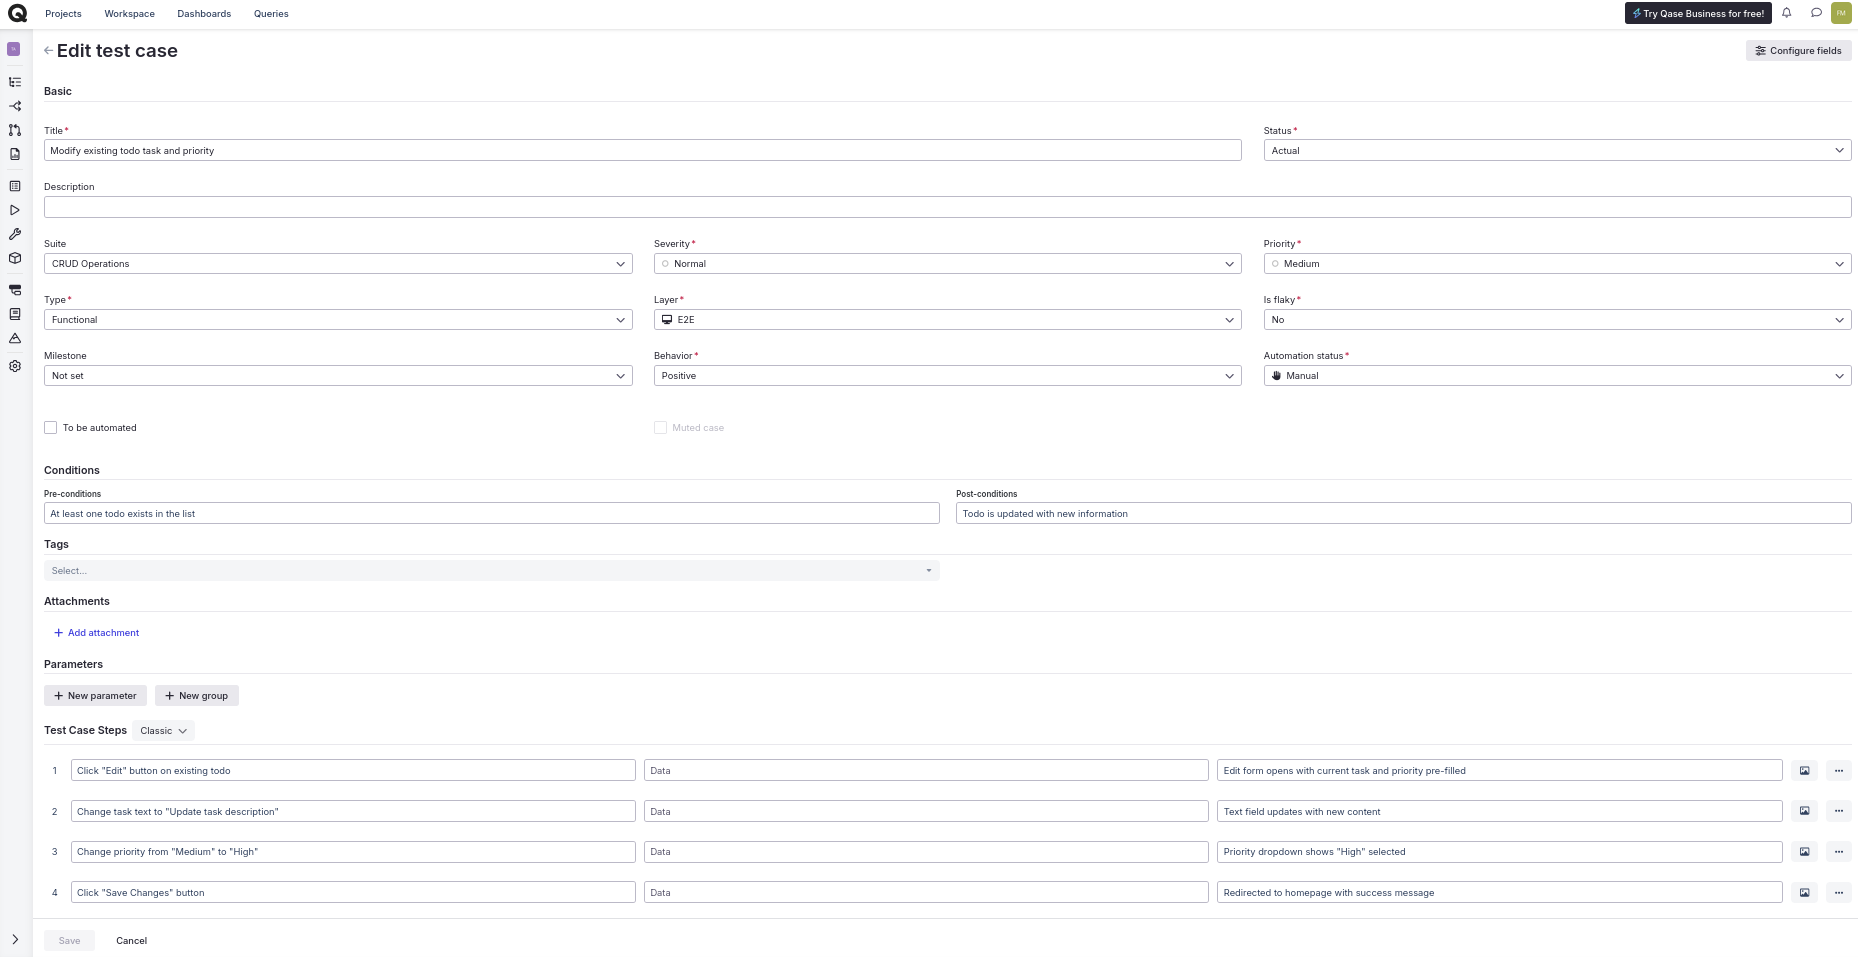 Projects Workspace Dashboards Queries Try Qase Business for free! FM
Edit test case Configure fields
Basic
Title* Status*
Modify existing todo task and priority Actual
Description
Suite Severity* Priority*
CRUD Operations Normal Medium
Type* Layer* Is flaky*
Functional E2E No
Milestone Behavior* Automation status*
Not set Positive Manual
To be automated Muted case
Conditions
Pre-conditions Post-conditions
At least one todo exists in the list Todo is updated with new information
Tags
Select...
Attachments
+ Add attachment
Parameters
+ New parameter + New group
Test Case Steps Classic
1 Click "Edit" button on existing todo Data Edit form opens with current task and priority pre-filled
2 Change task text to "Update task description" Data Text field updates with new content
3 Change priority from "Medium" to "High" Data Priority dropdown shows "High" selected
4 Click "Save Changes" button Data Redirected to homepage with success message
Save Cancel